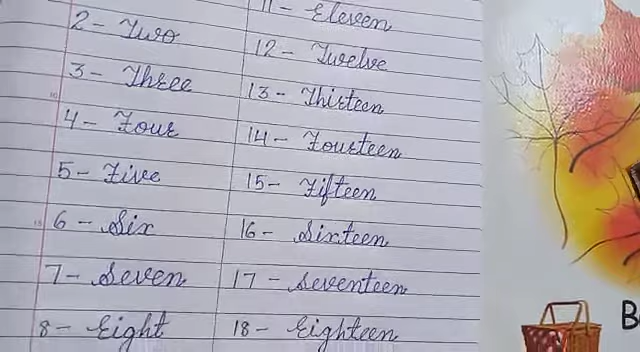 11 - Eleven
2 - Two
12 - Twelve
3 - Three
13 - Thirteen
4 - Four
14 - Fourteen
5 - Five
15 - Fifteen
6 - Six
16 - Sixteen
7 - Seven
17 - Seventeen
8 - Eight
18 - Eighteen